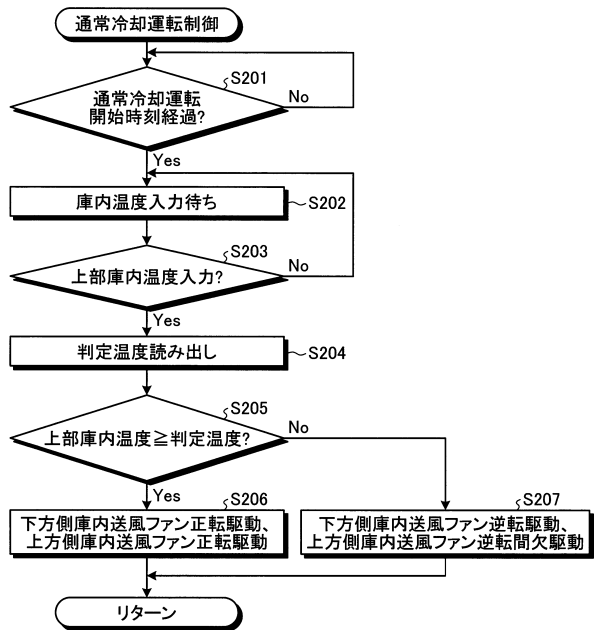 通常冷却運転制御
S201
通常冷却運転
開始時刻経過?
No
Yes
庫内温度入力待ち
S202
S203
上部庫内温度入力?
No
Yes
判定温度読み出し
S204
S205
上部庫内温度≧判定温度?
No
Yes
S206
下方側庫内送風ファン正転駆動、
上方側庫内送風ファン正転駆動
S207
下方側庫内送風ファン逆転駆動、
上方側庫内送風ファン逆転間欠駆動
リターン